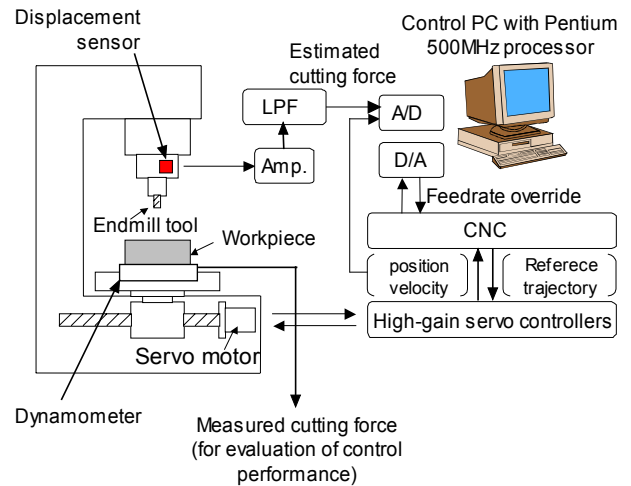 Displacement
sensor
Estimated
cutting force
Control PC with Pentium
500MHz processor
LPF
A/D
Amp.
D/A
Feedrate override
Endmill tool
CNC
Workpiece
position
velocity
Referece
trajectory
High-gain servo controllers
Servo motor
Dynamometer
Measured cutting force
(for evaluation of control
performance)